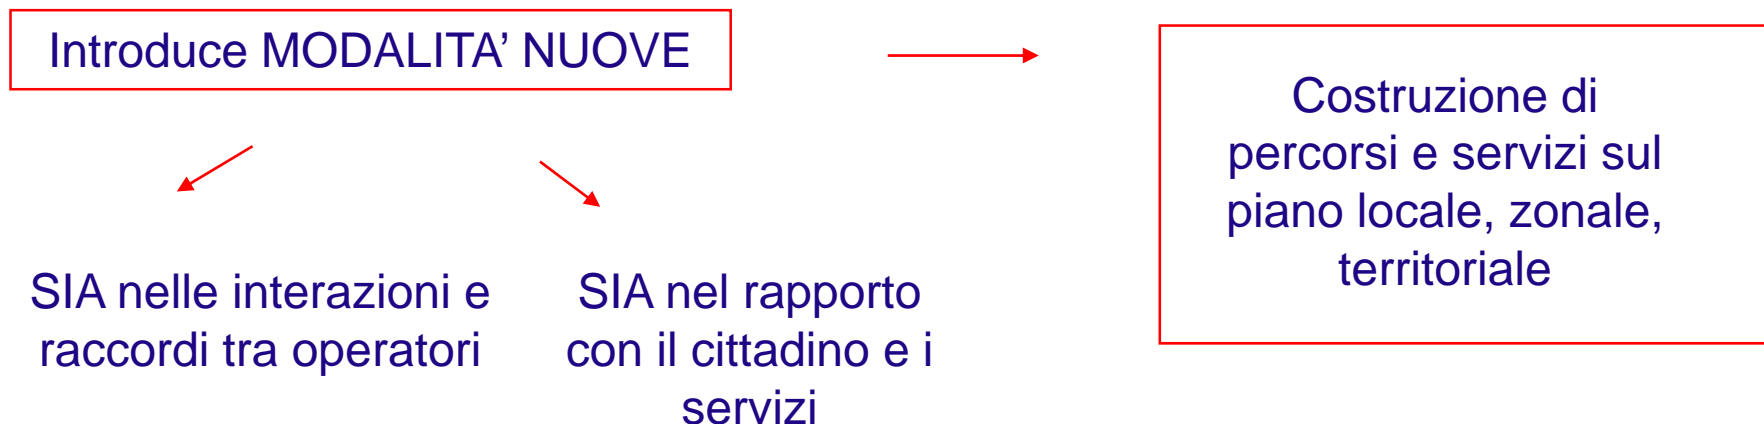 Introduce MODALITA’ NUOVE
Costruzione di
percorsi e servizi sul
piano locale, zonale,
territoriale
SIA nelle interazioni e
raccordi tra operatori
SIA nel rapporto
con il cittadino e i
servizi